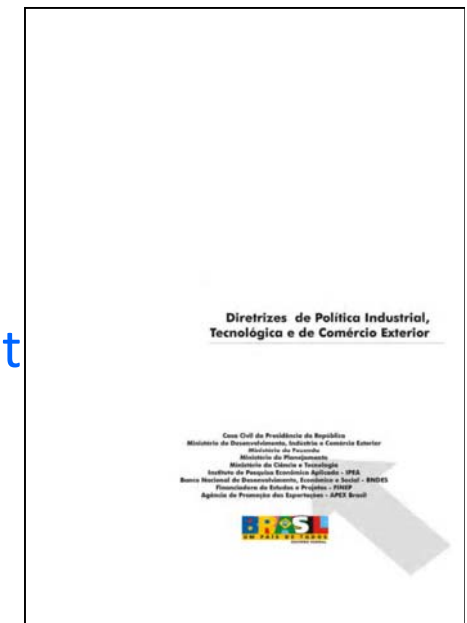 Diretrizes de Política Industrial,
Tecnológica e de Comércio Exterior
t
Casa Civil da Presidência da República
Ministério do Desenvolvimento, Indústria e Comércio Exterior
Ministério da Fazenda
Ministério do Planejamento
Ministério da Ciência e Tecnologia
Instituto de Pesquisa Econômica Aplicada - IPEA
Banco Nacional de Desenvolvimento, Econômico e Social - BNDES
Financiadora de Estudos e Projetos - FINEP
Agência de Promoção das Exportações - APEX Brasil
BRASIL
UM PAÍS DE TODOS
GOVERNO FEDERAL